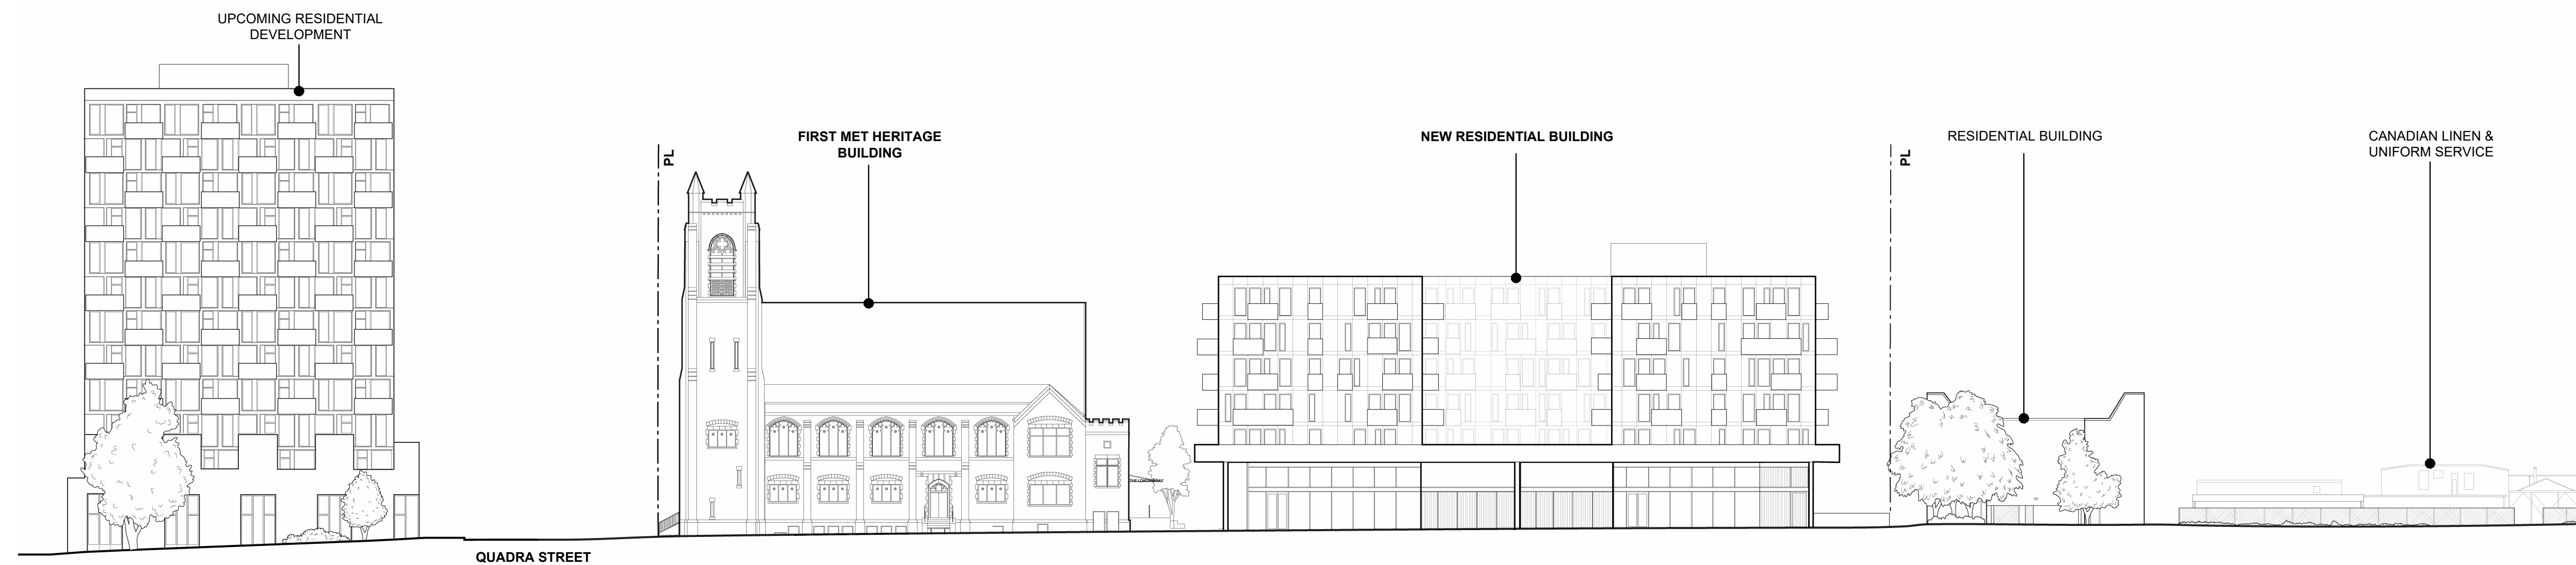 UPCOMING RESIDENTIAL
DEVELOPMENT
FIRST MET HERITAGE
BUILDING
PL
NEW RESIDENTIAL BUILDING
PL
RESIDENTIAL BUILDING
CANADIAN LINEN &
UNIFORM SERVICE
QUADRA STREET